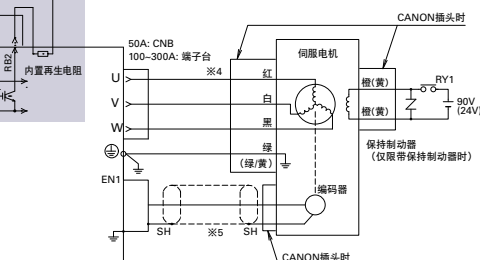 CANON插头时
50A: CNB
100~300A: 端子台
伺服电机
RB2
内置再生电阻
U
※4
红
橙(黄)
RY1
V
白
90V
(24V)
W
黑
橙(黄)
绿
(绿/黄)
保持制动器
(仅限带保持制动器时)
EN1
编码器
SH
※5
SH
CANON插头时